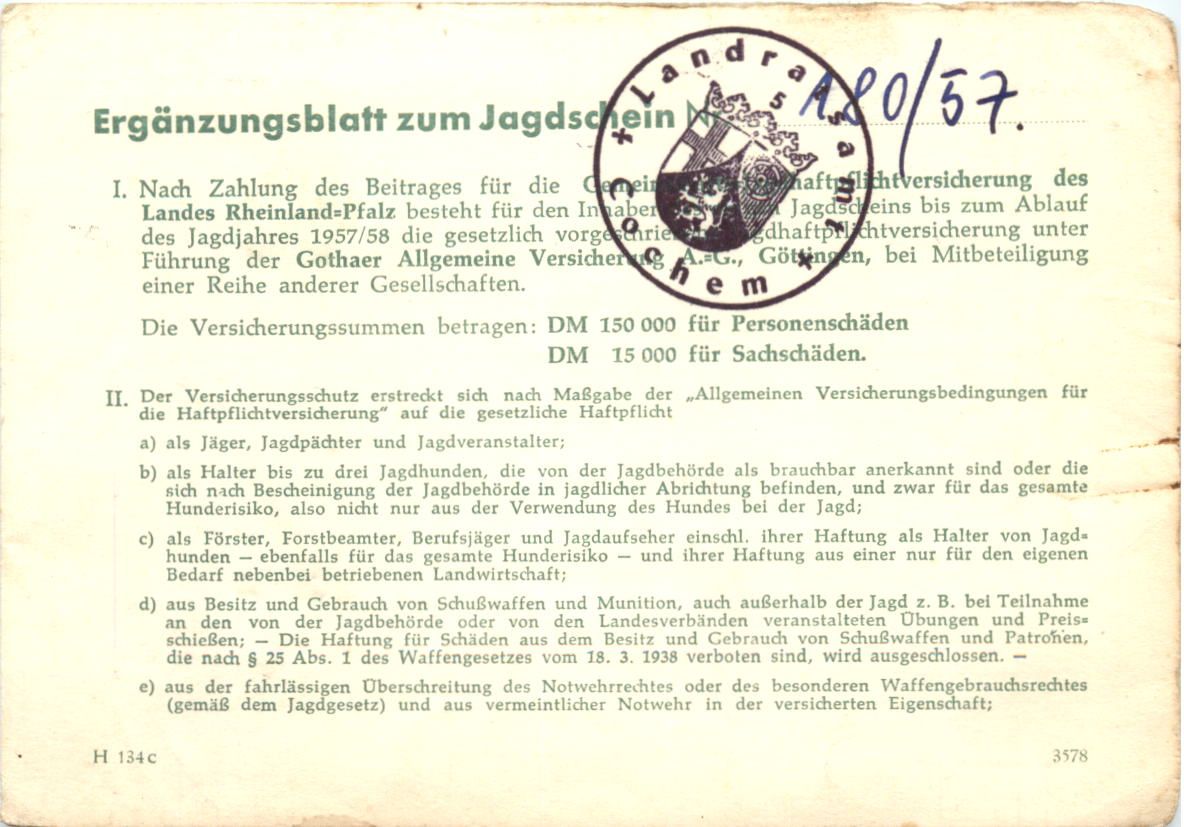 Ergänzungsblatt zum Jagdschein Nr. 180/57.
Landratsamt
5
Cochem
I. Nach Zahlung des Beitrages für die Gemeinschaftshaftpflichtversicherung des
Landes Rheinland=Pfalz besteht für den Inhaber Jagdscheins bis zum Ablauf
des Jagdjahres 1957/58 die gesetzlich vorgeschriebene Jagdhaftpflichtversicherung unter
Führung der Gothaer Allgemeine Versicherung A.=G., Göttingen, bei Mitbeteiligung
einer Reihe anderer Gesellschaften.
Die Versicherungssummen betragen: DM 150 000 für Personenschäden
DM 15 000 für Sachschäden.
II. Der Versicherungsschutz erstreckt sich nach Maßgabe der „Allgemeinen Versicherungsbedingungen für
die Haftpflichtversicherung" auf die gesetzliche Haftpflicht
a) als Jäger, Jagdpächter und Jagdveranstalter;
b) als Halter bis zu drei Jagdhunden, die von der Jagdbehörde als brauchbar anerkannt sind oder die
sich nach Bescheinigung der Jagdbehörde in jagdlicher Abrichtung befinden, und zwar für das gesamte
Hunderisiko, also nicht nur aus der Verwendung des Hundes bei der Jagd;
c) als Förster, Forstbeamter, Berufsjäger und Jagdaufseher einschl. ihrer Haftung als Halter von Jagd=
hunden — ebenfalls für das gesamte Hunderisiko — und ihrer Haftung aus einer nur für den eigenen
Bedarf nebenbei betriebenen Landwirtschaft;
d) aus Besitz und Gebrauch von Schußwaffen und Munition, auch außerhalb der Jagd z. B. bei Teilnahme
an den von der Jagdbehörde oder von den Landesverbänden veranstalteten Übungen und Preis=
schießen; — Die Haftung für Schäden aus dem Besitz und Gebrauch von Schußwaffen und Patronen,
die nach § 25 Abs. 1 des Waffengesetzes vom 18. 3. 1938 verboten sind, wird ausgeschlossen. —
e) aus der fahrlässigen Überschreitung des Notwehrrechtes oder des besonderen Waffengebrauchsrechtes
(gemäß dem Jagdgesetz) und aus vermeintlicher Notwehr in der versicherten Eigenschaft;
H 134 c
3578